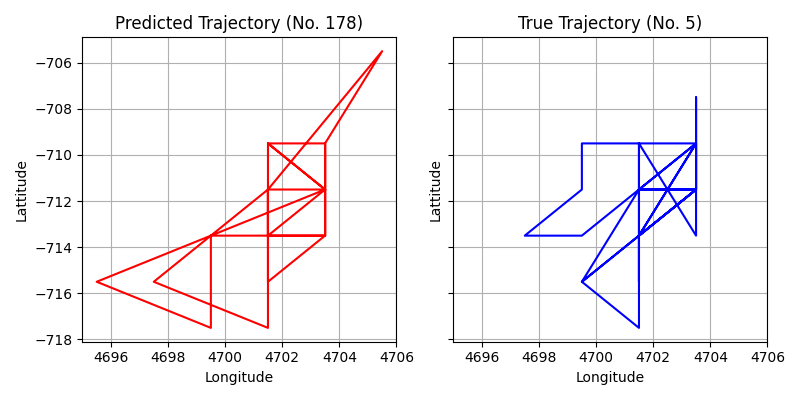 Predicted Trajectory (No. 178)
True Trajectory (No. 5)
−706
−708
−710
−712
−714
−716
−718
Lattitude
Lattitude
4696 4698 4700 4702 4704 4706
4696 4698 4700 4702 4704 4706
Longitude
Longitude